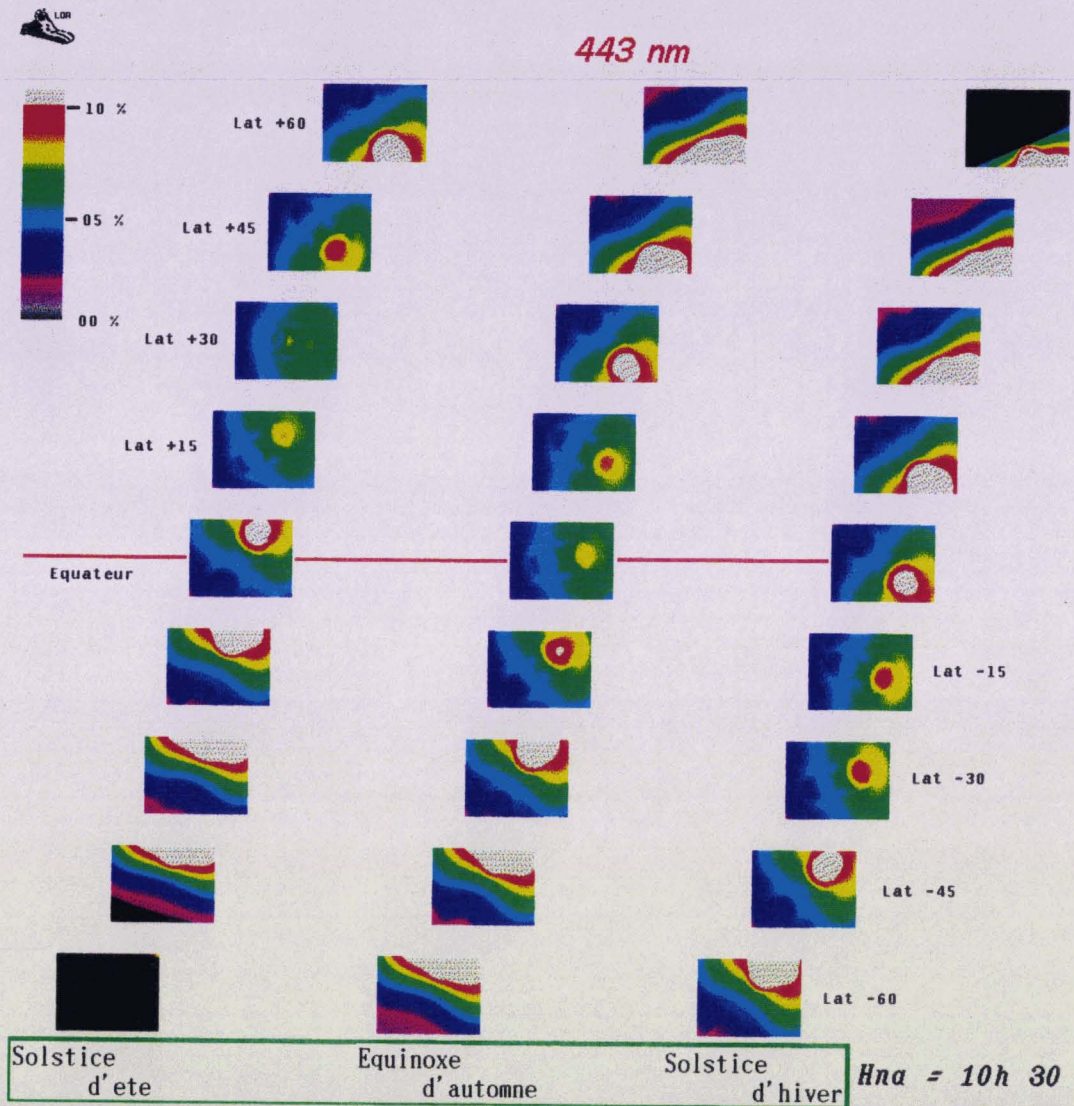 LOA
443 nm
10 %
05 %
00 %
Lat +60
Lat +45
Lat +30
Lat +15
Equateur
Lat -15
Lat -30
Lat -45
Lat -60
Solstice
d'ete
Equinoxe
d'automne
Solstice
d'hiver
Hna = 10h 30